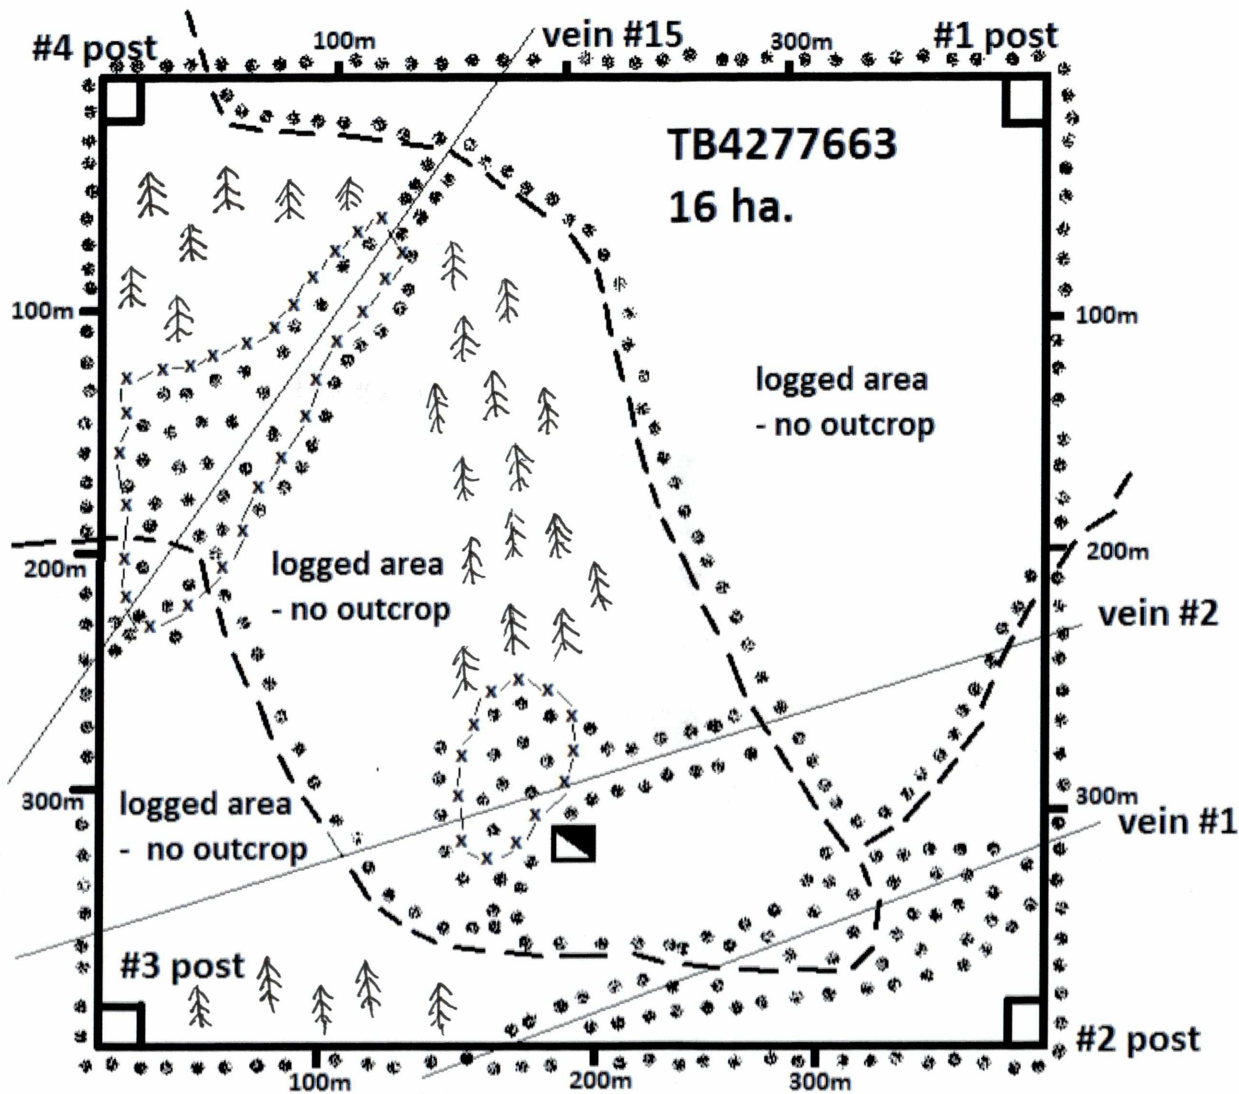 #4 post
100m
vein #15
300m
#1 post
TB4277663
16 ha.
100m
100m
logged area
- no outcrop
200m
200m
logged area
- no outcrop
vein #2
300m
300m
logged area
- no outcrop
vein #1
#3 post
#2 post
100m
200m
300m